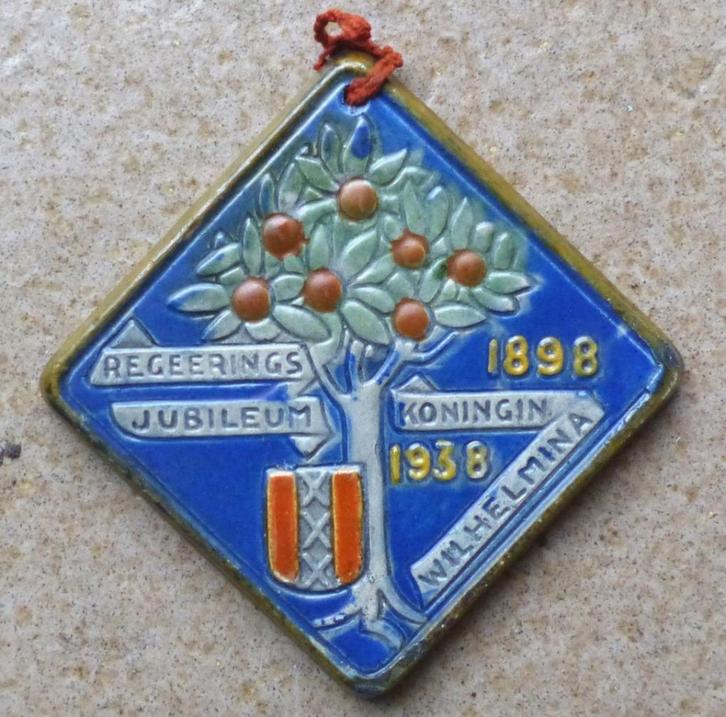 REGEERINGS
JUBILEUM
KONINGIN
WILHELMINA
1898
1938